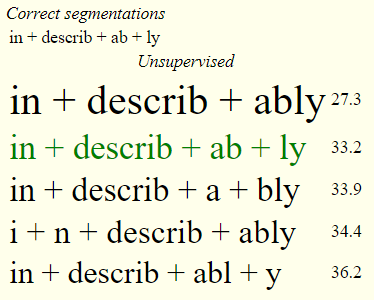 Correct segmentations
in + describ + ab + ly
Unsupervised
in + describ + ably 27.3
in + describ + ab + ly 33.2
in + describ + a + bly 33.9
i + n + describ + ably 34.4
in + describ + abl + y 36.2